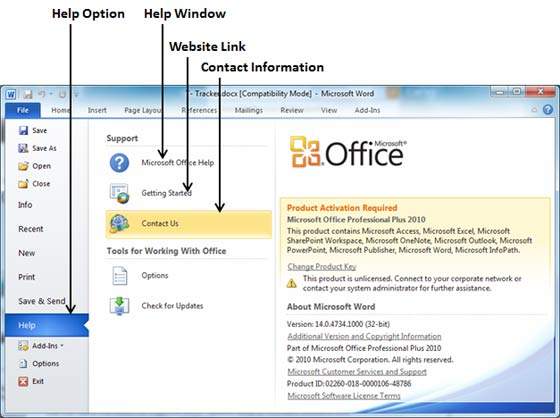 Help Option
Help Window
Website Link
Contact Information
Tracker.docx [Compatibility Mode] - Microsoft Word
File
Home
Insert
Page Layout
References
Mailings
Review
View
Add-Ins
Save
Save As
Open
Close
Info
Recent
New
Print
Save & Send
Help
Add-Ins
Options
Exit
Support
Microsoft Office Help
Getting Started
Contact Us
Tools for Working With Office
Options
Check for Updates
Microsoft®
Office
Product Activation Required
Microsoft Office Professional Plus 2010
This product contains Microsoft Access, Microsoft Excel, Microsoft
SharePoint Workspace, Microsoft OneNote, Microsoft Outlook, Microsoft
PowerPoint, Microsoft Publisher, Microsoft Word, Microsoft InfoPath.
Change Product Key
This product is unlicensed. Connect to your corporate network or
contact your system administrator for further assistance.
About Microsoft Word
Version: 14.0.4734.1000 (32-bit)
Additional Version and Copyright Information
Part of Microsoft Office Professional Plus 2010
© 2010 Microsoft Corporation. All rights reserved.
Microsoft Customer Services and Support
Product ID: 02260-018-0000106-48786
Microsoft Software License Terms